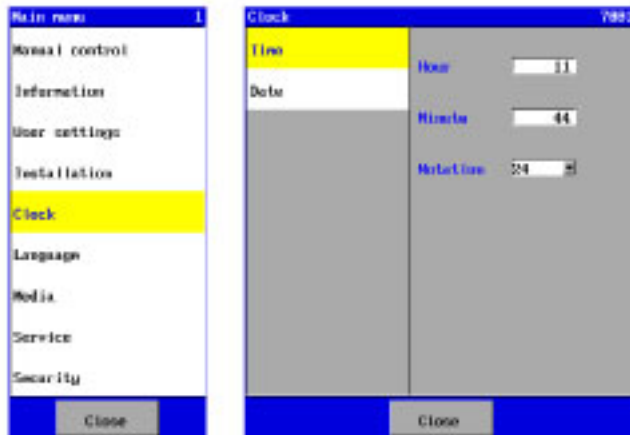 Main menu 1
Manual control
Information
User settings
Installation
Clock
Language
Media
Service
Security
Close
Clock
Time
Date
Hour 11
Minute 44
Notation 24
Close